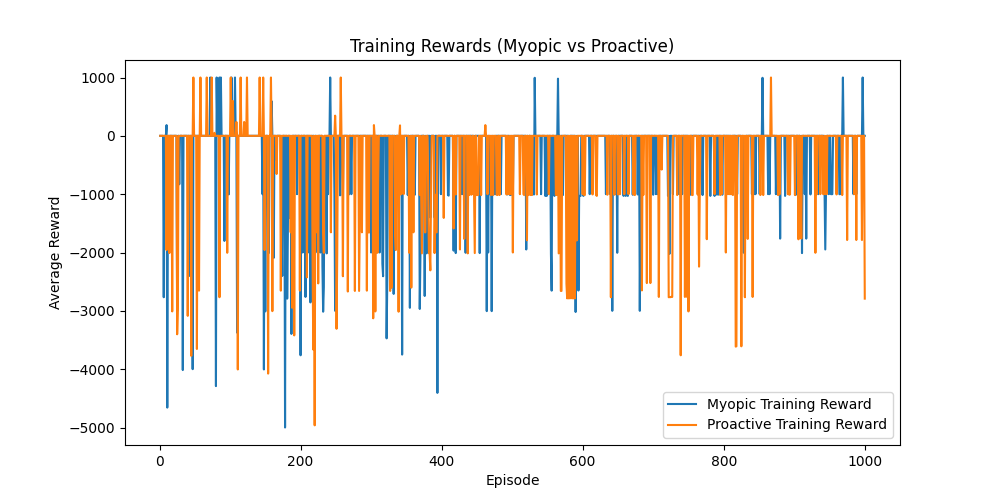 Training Rewards (Myopic vs Proactive)
1000
0
−1000
−2000
−3000
−4000
−5000
Average Reward
0
200
400
600
800
1000
Episode
Myopic Training Reward
Proactive Training Reward